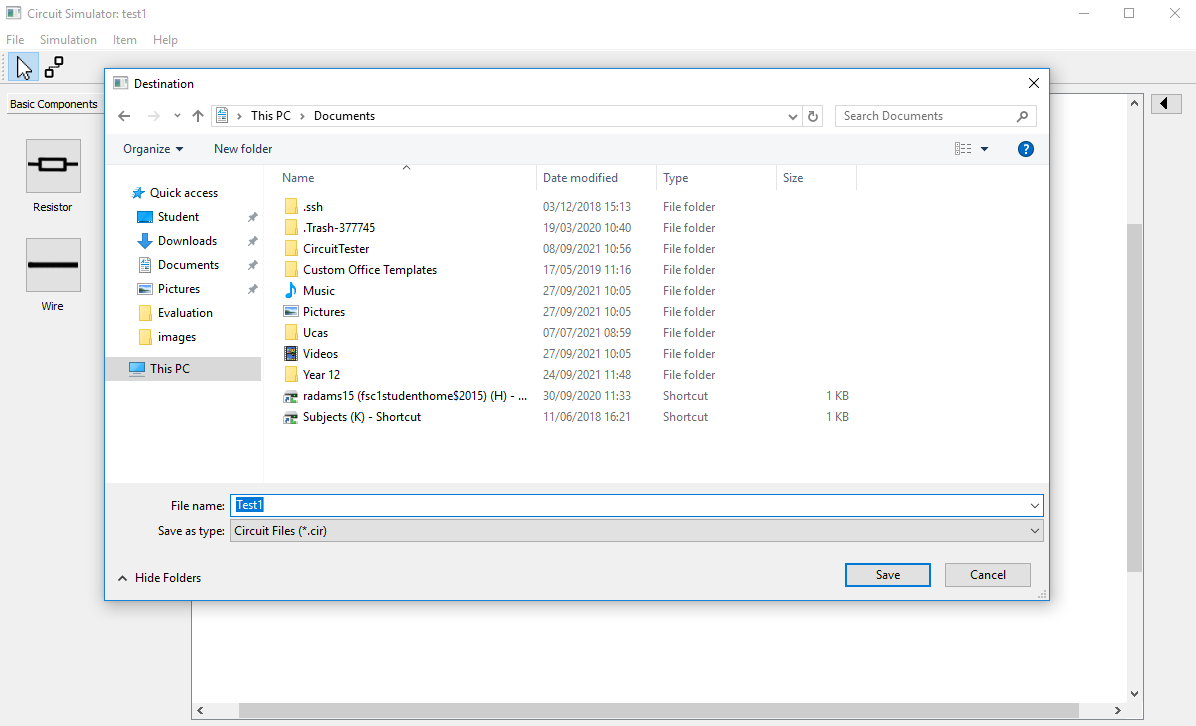 Circuit Simulator: test1
File Simulation Item Help
Destination
This PC > Documents
Search Documents
Organize New folder
?
Basic Components
Resistor
Wire
Quick access
Student
Downloads
Documents
Pictures
Evaluation
images
This PC
Name Date modified Type Size
.ssh 03/12/2018 15:13 File folder
.Trash-377745 19/03/2020 10:40 File folder
CircuitTester 08/09/2021 10:56 File folder
Custom Office Templates 17/05/2019 11:16 File folder
Music 27/09/2021 10:05 File folder
Pictures 27/09/2021 10:05 File folder
Ucas 07/07/2021 08:59 File folder
Videos 27/09/2021 10:05 File folder
Year 12 24/09/2021 11:48 File folder
radams15 (fsc1studenthome$2015) (H) - ... 30/09/2020 11:33 Shortcut 1 KB
Subjects (K) - Shortcut 11/06/2018 16:21 Shortcut 1 KB
File name: Test1
Save as type: Circuit Files (*.cir)
Hide Folders
Save Cancel